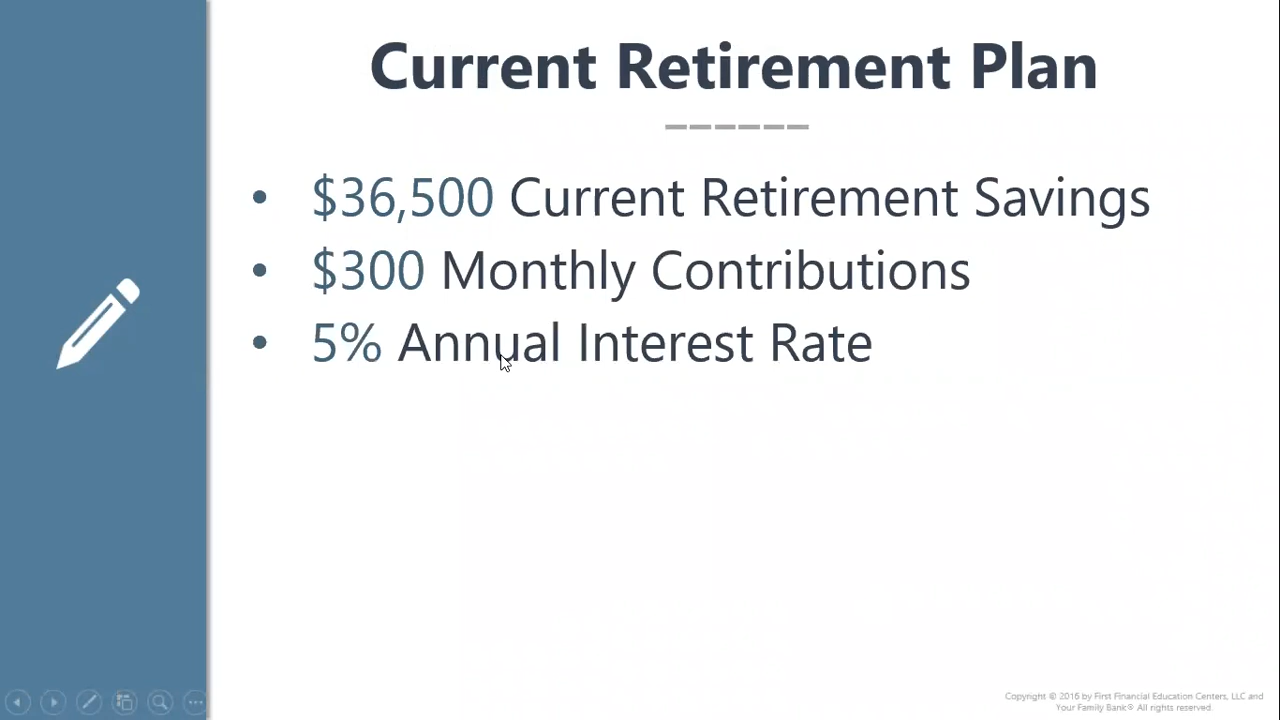 Current Retirement Plan
• $36,500 Current Retirement Savings
• $300 Monthly Contributions
• 5% Annual Interest Rate
Copyright © 2016 by First Financial Education Centers, LLC and
Your Family Bank® All rights reserved.